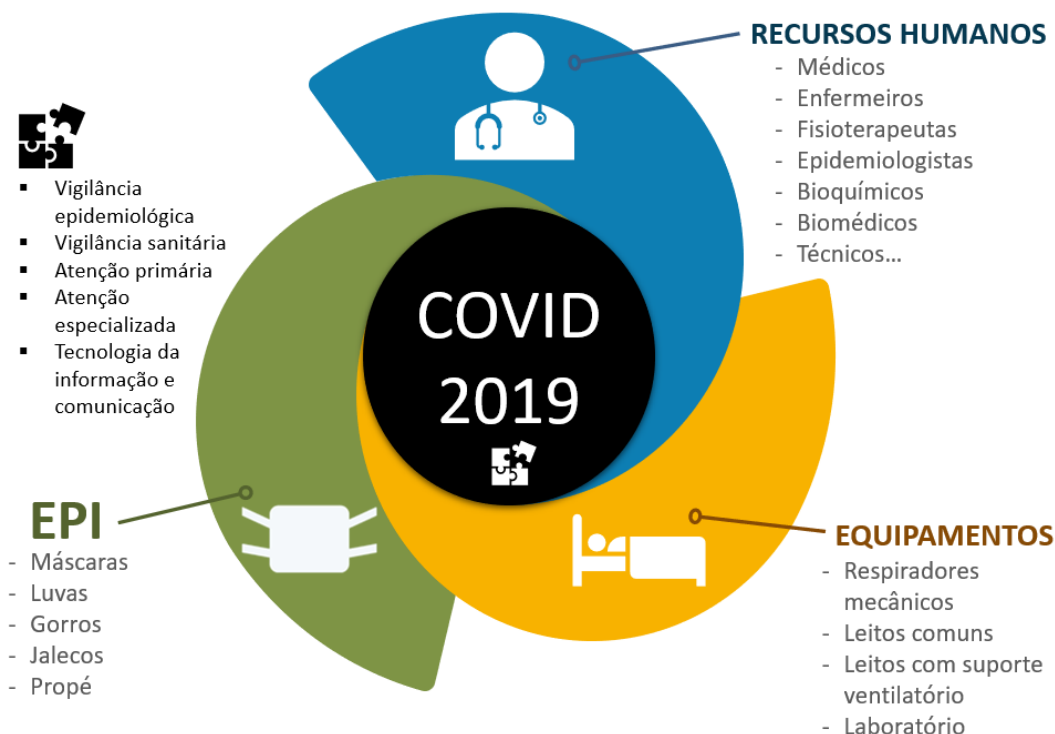 RECURSOS HUMANOS
- Médicos
- Enfermeiros
- Fisioterapeutas
- Epidemiologistas
- Bioquímicos
- Biomédicos
- Técnicos...
▪ Vigilância
epidemiológica
▪ Vigilância sanitária
▪ Atenção primária
▪ Atenção
especializada
▪ Tecnologia da
informação e
comunicação
COVID
2019
EPI
- Máscaras
- Luvas
- Gorros
- Jalecos
- Propé
EQUIPAMENTOS
- Respiradores
mecânicos
- Leitos comuns
- Leitos com suporte
ventilatório
- Laboratório